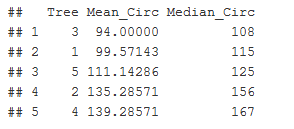 ##   Tree Mean_Circ Median_Circ
## 1    3  94.00000         108
## 2    1  99.57143         115
## 3    5 111.14286         125
## 4    2 135.28571         156
## 5    4 139.28571         167